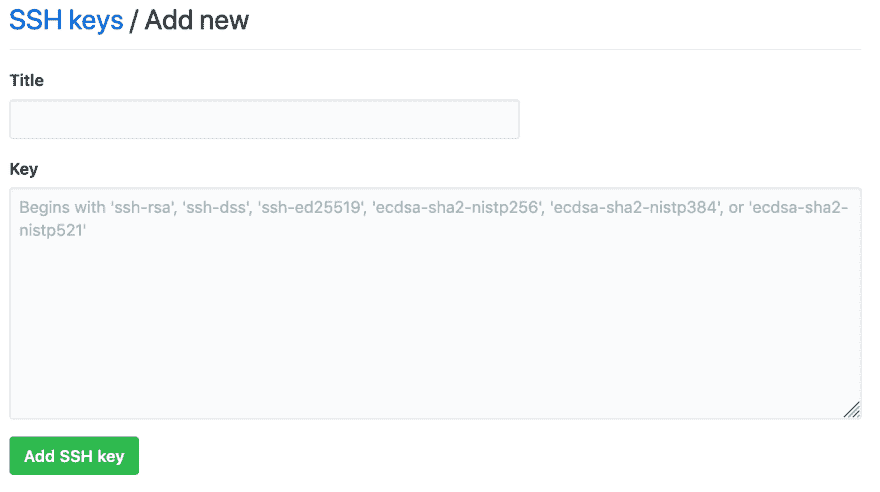 SSH keys / Add new
Title
Key
Begins with 'ssh-rsa', 'ssh-dss', 'ssh-ed25519', 'ecdsa-sha2-nistp256', 'ecdsa-sha2-nistp384', or 'ecdsa-sha2-
nistp521'
Add SSH key